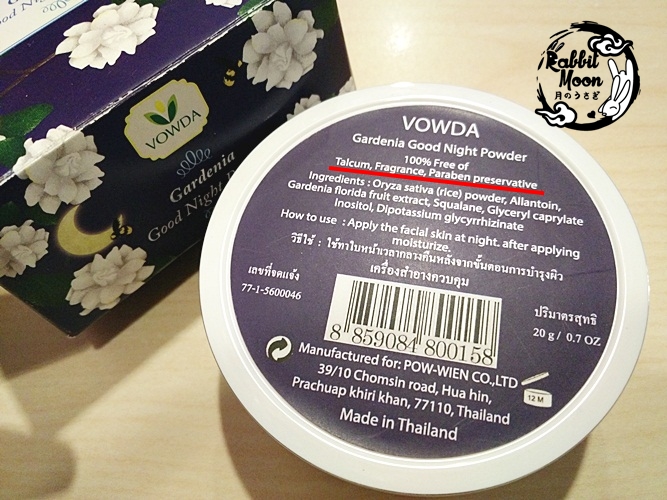 Rabbit
Moon
月のうさぎ
Good Night P
VOWDA
Gardenia
Good Night P
VOWDA
Gardenia Good Night Powder
100% Free of
Talcum, Fragrance, Paraben preservative
Ingredients : Oryza sativa (rice) powder, Allantoin,
Gardenia florida fruit extract, Squalane, Glyceryl caprylate
Inositol, Dipotassium glycyrrhizinate
How to use : Apply the facial skin at night. after applying
moisturize.
วิธีใช้ : ใช้ทาใบหน้าเวลากลางคืนหลังจากขั้นตอนการบำรุงผิว
เครื่องสำอางควบคุม
เลขที่จดแจ้ง
77-1-5600046
ปริมาตรสุทธิ
20 g / 0.7 OZ
8 859084 800158
Manufactured for: POW-WIEN CO.,LTD
39/10 Chomsin road, Hua hin,
Prachuap khiri khan, 77110, Thailand
12 M
Made in Thailand